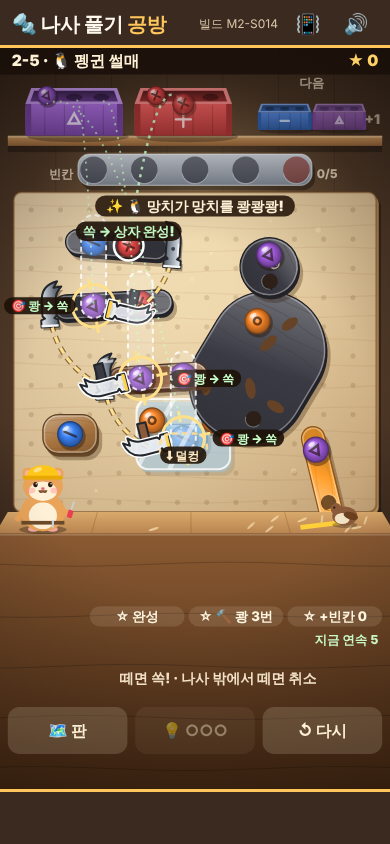 🔩 나사 풀기 공방
빌드 M2-S014
2-5 · 🐧 펭귄 썰매
★ 0
다음
+1
빈칸
0/5
✨ 🐧 망치가 망치를 쾅쾅쾅!
쏙 → 상자 완성!
🎯 쾅 → 쏙
🎯 쾅 → 쏙
🎯 쾅 → 쏙
⬇덜컹
☆ 완성
☆ 🔨 쾅 3번
☆ +빈칸 0
지금 연속 5
떼면 쏙! · 나사 밖에서 떼면 취소
🗺️ 판
💡 ○○○
↺ 다시